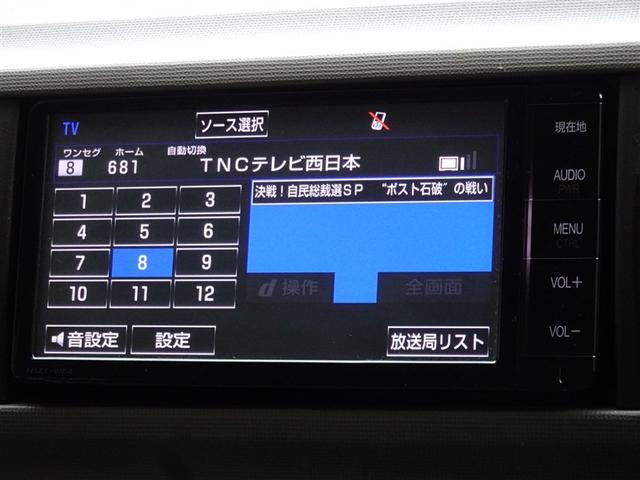 TV
ソース選択
ワンセグ ホーム 自動切換
8 681 TNCテレビ西日本
決戦！自民総裁選SP “ポスト石破”の戦い
1 2 3
4 5 6
7 8 9
10 11 12
d 操作 全画面
音設定 設定 放送局リスト
現在地
AUDIO
PWR
MENU
CTRL
VOL＋
VOL－
NSZT-W64